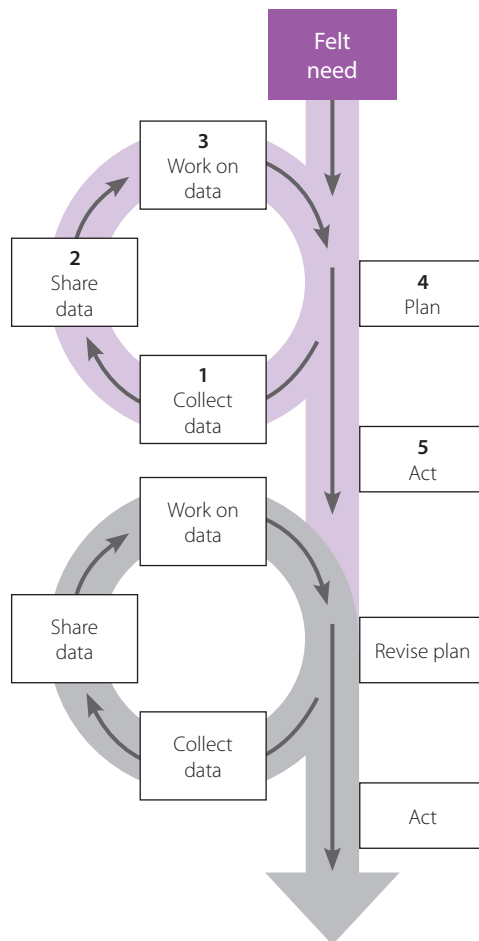 Felt
need
3
Work on
data
2
Share
data
4
Plan
1
Collect
data
5
Act
Work on
data
Share
data
Revise plan
Collect
data
Act